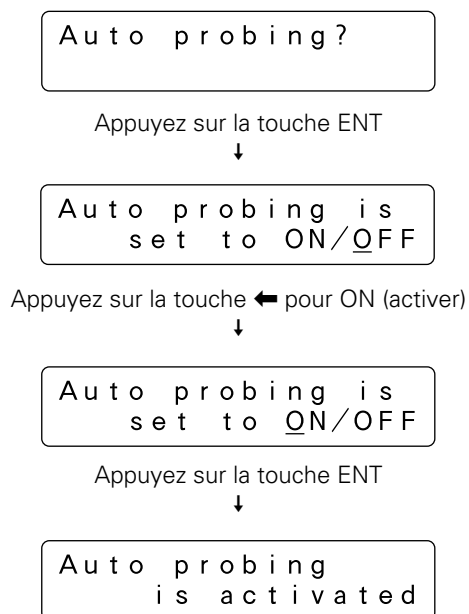 Auto probing?
Appuyez sur la touche ENT
Auto probing is
set to ON/OFF
Appuyez sur la touche ← pour ON (activer)
Auto probing is
set to ON/OFF
Appuyez sur la touche ENT
Auto probing
is activated